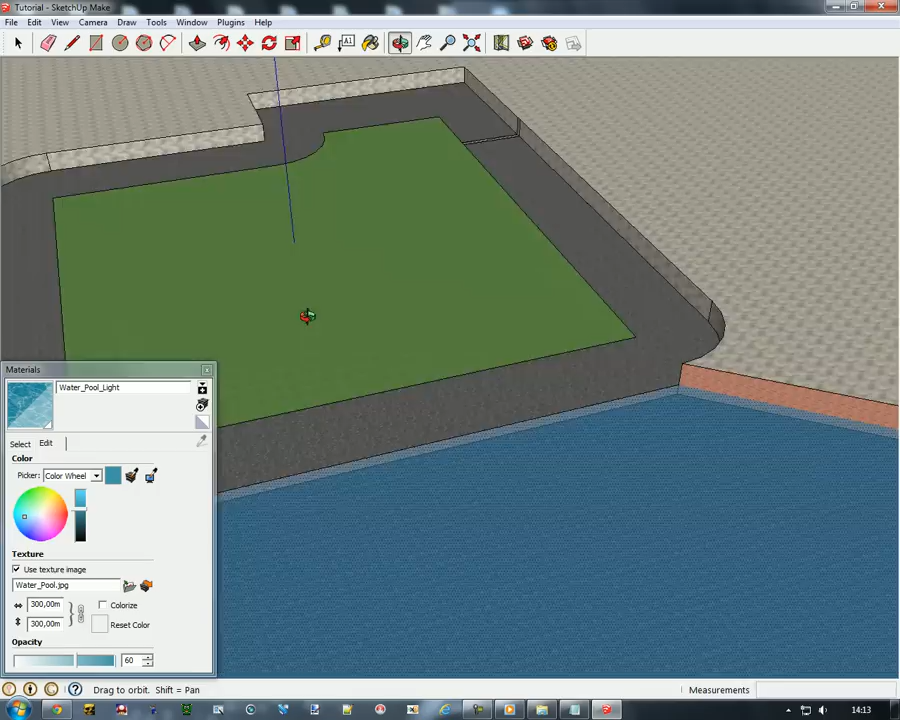 Tutorial - SketchUp Make
File Edit View Camera Draw Tools Window Plugins Help
A1
Materials
Water_Pool_Light
Select Edit
Color
Picker: Color Wheel
Texture
Use texture image
Water_Pool.jpg
300,00m
Colorize
300,00m
Reset Color
Opacity
60
Drag to orbit. Shift = Pan
Measurements
14:13